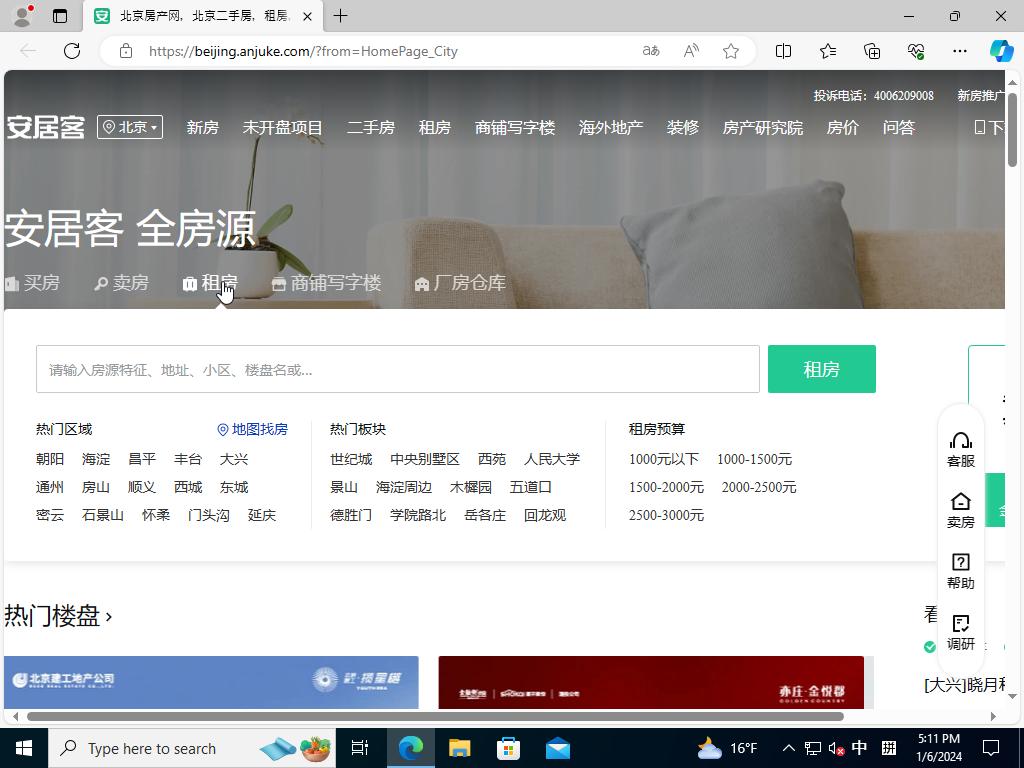 北京房产网，北京二手房，租房
https://beijing.anjuke.com/?from=HomePage_City
投诉电话：4006209008 新房推广
安居客 北京 新房 未开盘项目 二手房 租房 商铺写字楼 海外地产 装修 房产研究院 房价 问答 下
安居客 全房源
买房 卖房 租房 商铺写字楼 厂房仓库
请输入房源特征、地址、小区、楼盘名或... 租房
热门区域 地图找房 热门板块 租房预算
朝阳 海淀 昌平 丰台 大兴 世纪城 中央别墅区 西苑 人民大学 1000元以下 1000-1500元
通州 房山 顺义 西城 东城 景山 海淀周边 木樨园 五道口 1500-2000元 2000-2500元
密云 石景山 怀柔 门头沟 延庆 德胜门 学院路北 岳各庄 回龙观 2500-3000元
客服
卖房
帮助
调研
热门楼盘 ›
看
[大兴]晓月
北京建工地产公司
亦庄·金悦郡
GOLDEN COUNTRY
Type here to search
16°F
中
拼
5:11 PM
1/6/2024